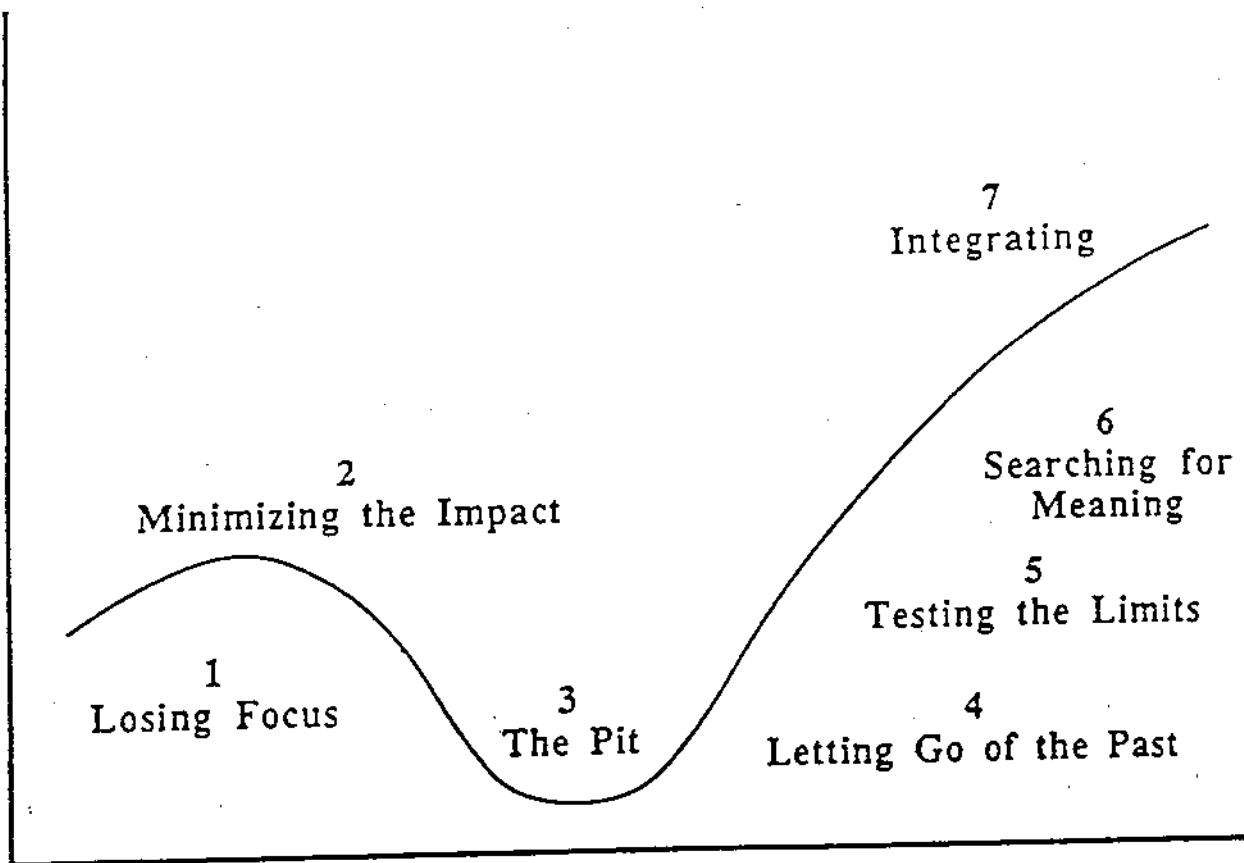 1
Losing Focus
2
Minimizing the Impact
3
The Pit
4
Letting Go of the Past
5
Testing the Limits
6
Searching for
Meaning
7
Integrating